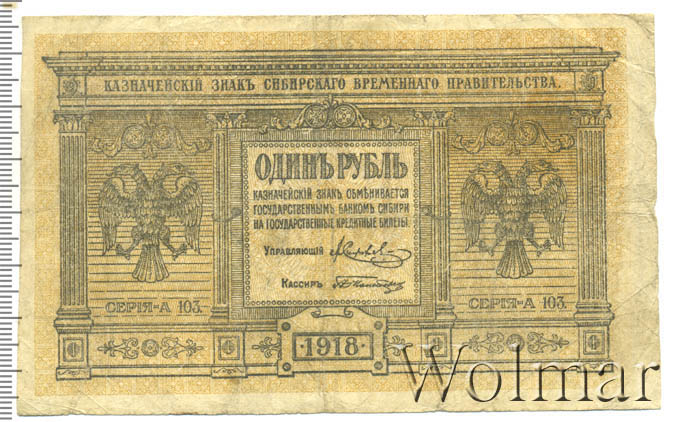 КАЗНАЧЕЙСКІЙ ЗНАКЪ СИБИРСКАГО ВРЕМЕННАГО ПРАВИТЕЛЬСТВА.
ОДИНЪ РУБЛЬ
КАЗНАЧЕЙСКІЙ ЗНАКЪ ОБМѢНИВАЕТСЯ
ГОСУДАРСТВЕННЫМЪ БАНКОМЪ СИБИРИ
НА ГОСУДАРСТВЕННЫЕ КРЕДИТНЫЕ БИЛЕТЫ.
УПРАВЛЯЮЩІЙ
КАССИРЪ
СЕРІЯ-А 103. СЕРІЯ-А 103.
·1918·
Wolmar